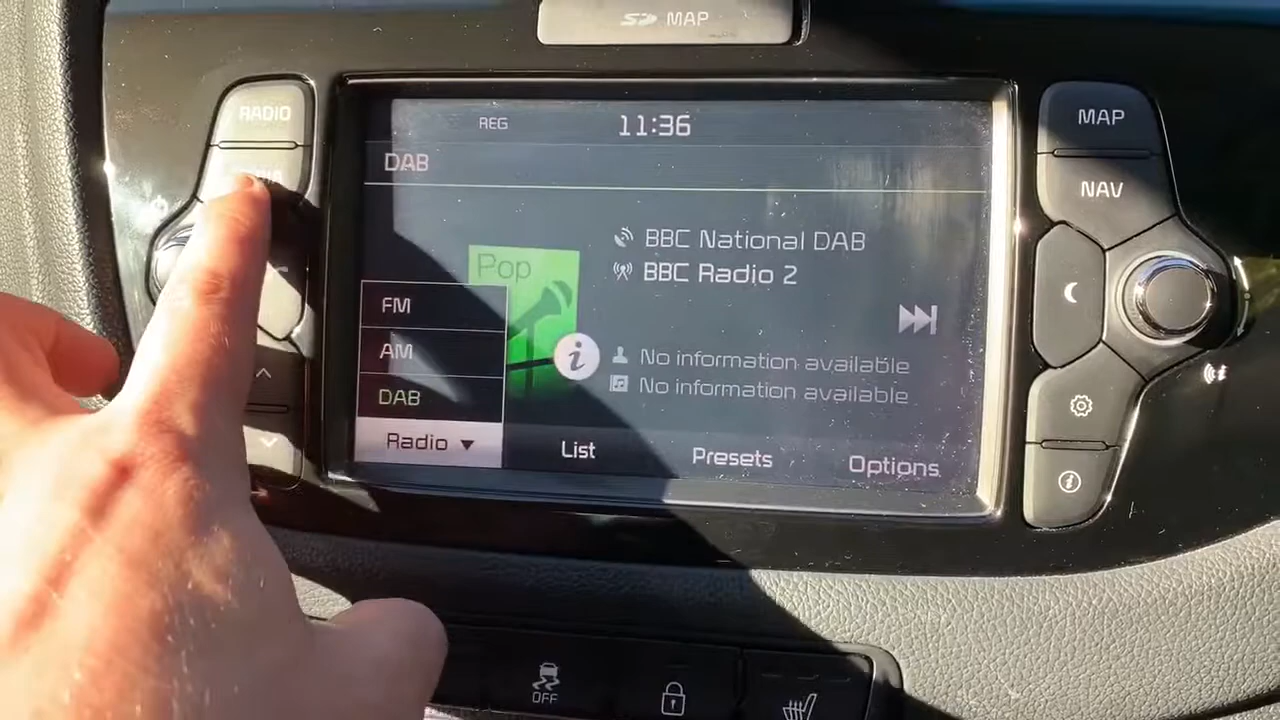 SD MAP
RADIO
MAP
NAV
REG
11:36
DAB
BBC National DAB
BBC Radio 2
Pop
FM
AM
DAB
No information available
No information available
Radio
List
Presets
Options
OFF